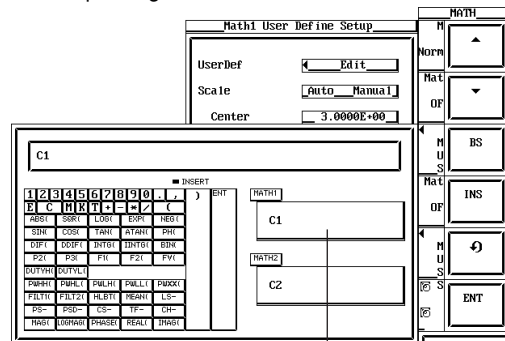 MATH
Math1 User Define Setup
M
Norm
UserDef Edit
Mat
OF
Scale Auto Manual
Center 3.0000E+00
M
U
S
BS
C1
INSERT
Mat
OF
INS
1 2 3 4 5 6 7 8 9 0 . , ) ENT
E C M K T + - * / (
ABS( SQR( LOG( EXP( NEG(
SIN( COS( TAN( ATAN( PH(
DIF( DDIF( INTG( IINTG( BIN(
P2( P3( F1( F2( FV(
DUTYH( DUTYL(
PWHH( PWHL( PWLH( PWLL( PWXX(
FILT1( FILT2( HLBT( MEAN( LS-
PS- PSD- CS- TF- CH-
MAG( LOGMAG( PHASE( REAL( IMAG(
MATH1
C1
MATH2
C2
M
U
S
S
ENT